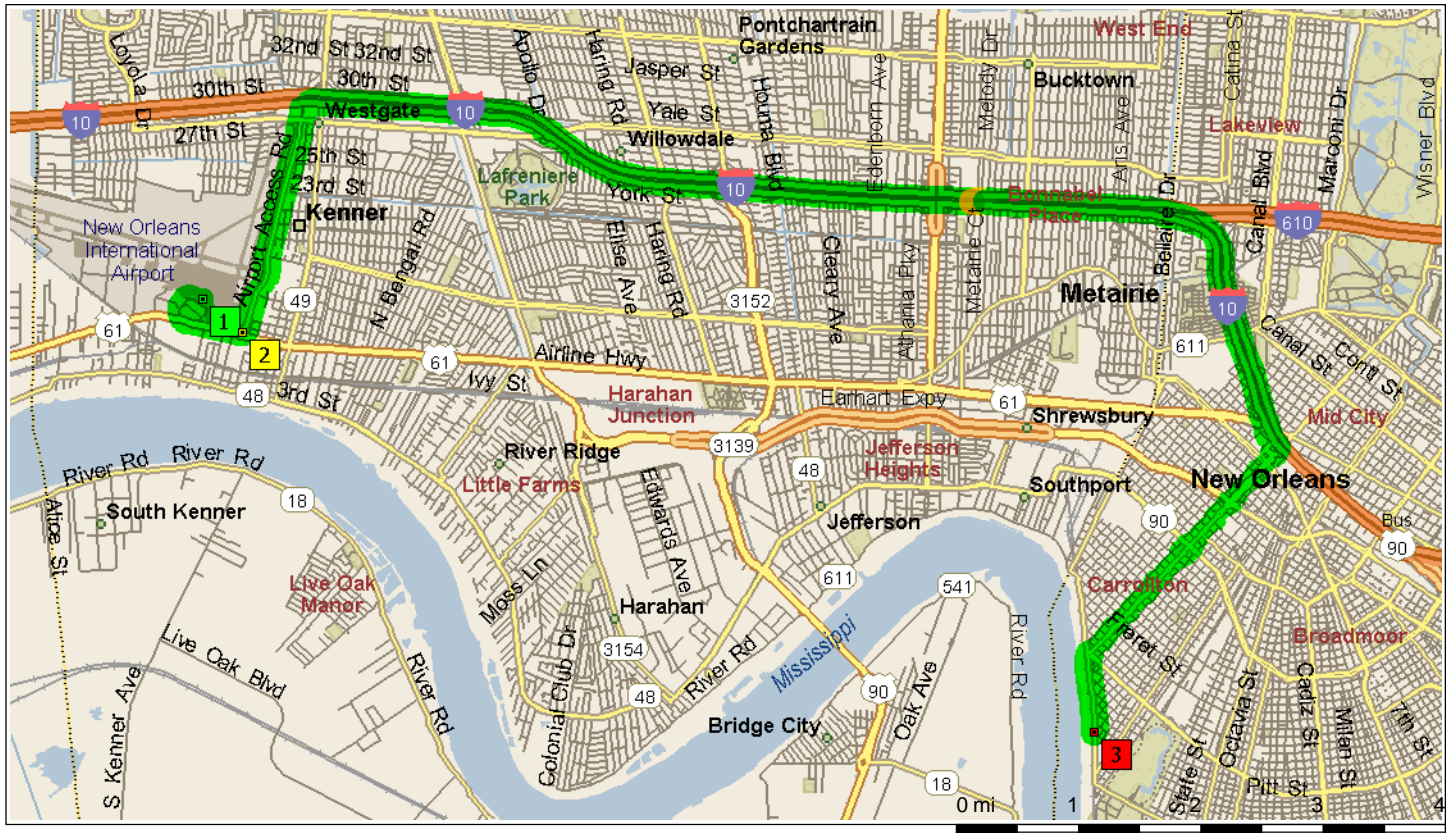 Pontchartrain
Gardens
West End
32nd St
32nd St
Loyola Dr
Apollo Dr
Haring Rd
Jasper St
Bucktown
Melody Dr
Catina St
Wisner Blvd
30th St
30th St
Westgate
10
10
Yale St
Houma Blvd
Edenborn Ave
Aris Ave
Lakeview
Marconi Dr
27th St
Willowdale
25th St
23rd St
Lafreniere
Park
York St
10
Bonnabel
Place
Bellaire Dr
Canal Blvd
610
Kenner
Airport Access Rd
New Orleans
International
Airport
N Bengal Rd
Elise Ave
Haring Rd
Cleary Ave
Athania Pky
Metairie Ct
Metairie
10
49
3152
61
1
2
61
Airline Hwy
611
Canal St
Conti St
48
3rd St
Ivy St
Harahan
Junction
Earhart Expy
61
Shrewsbury
Mid City
3139
River Rd
River Rd
River Ridge
Little Farms
Jefferson
Heights
48
New Orleans
Southport
18
South Kenner
Edwards Ave
Jefferson
90
Bus
90
Alice St
Live Oak
Manor
Moss Ln
611
541
Carrollton
Harahan
Freret St
Broadmoor
Live Oak Blvd
3154
Mississippi
River Rd
River Rd
River Rd
48
90
Oak Ave
Octavia St
Cadiz St
Milan St
7th St
S Kenner Ave
Colonial Club Dr
Bridge City
3
State St
18
Pitt St
0 mi
1
2
3
4